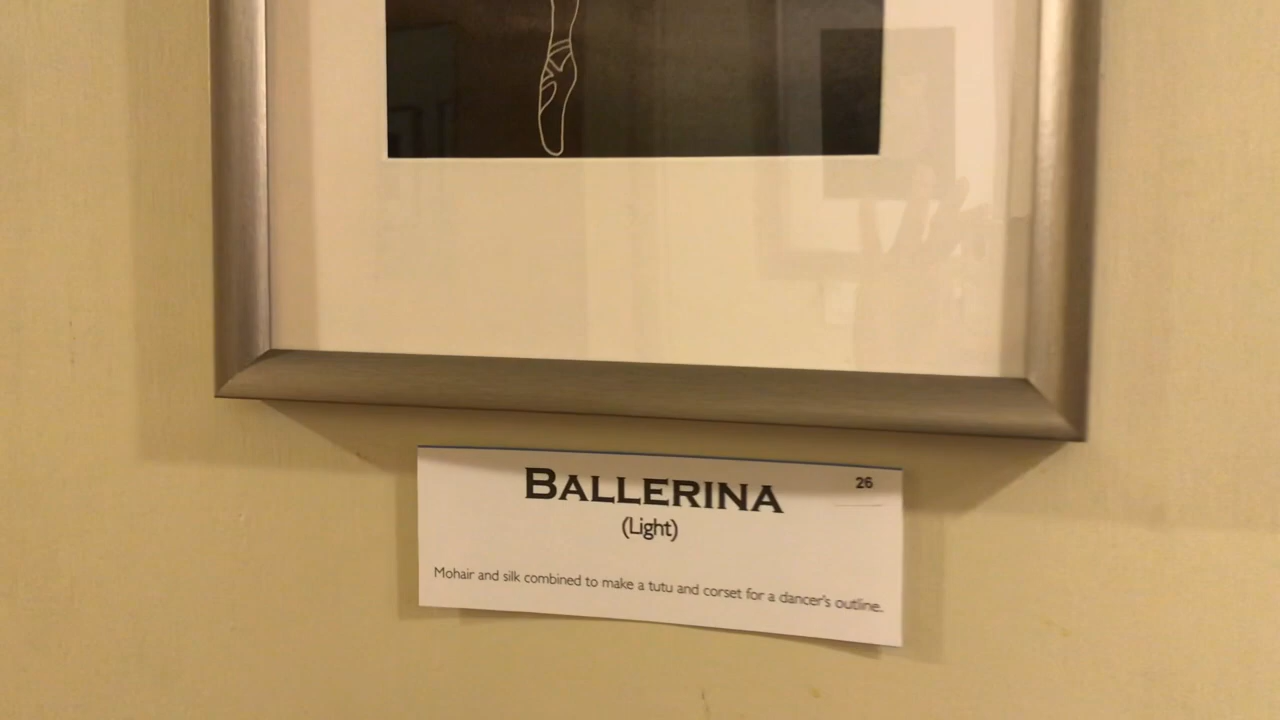 BALLERINA
26
(Light)
Mohair and silk combined to make a tutu and corset for a dancer's outline.